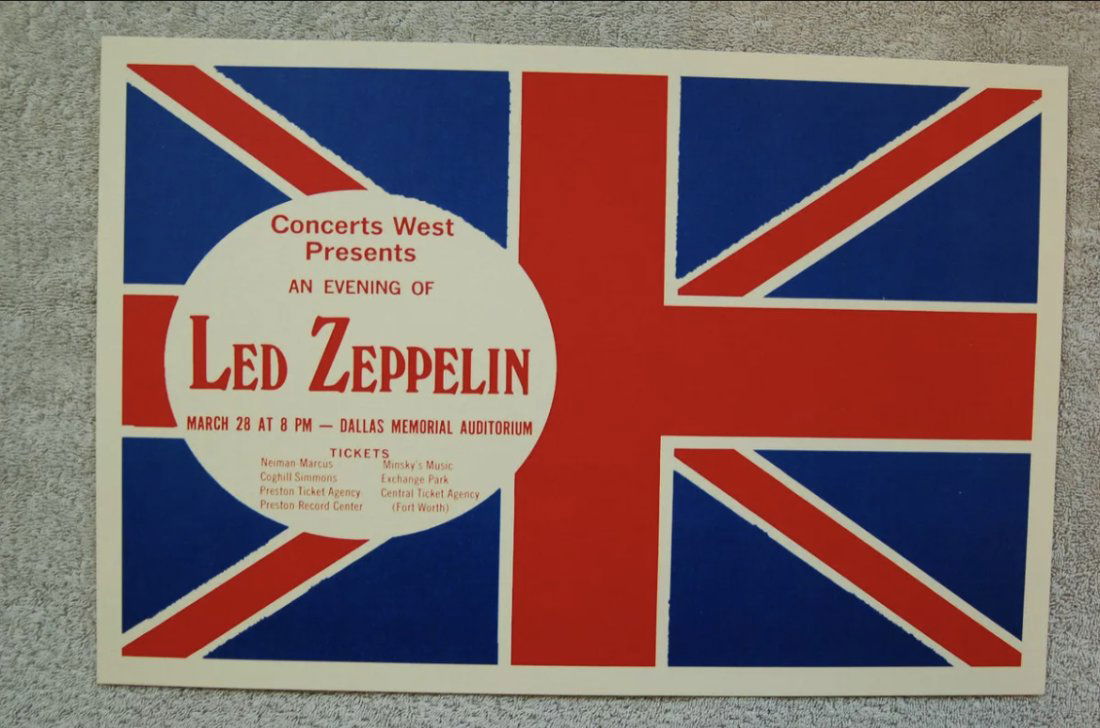 Concerts West
Presents
AN EVENING OF
LED ZEPPELIN
MARCH 28 AT 8 PM — DALLAS MEMORIAL AUDITORIUM
TICKETS
Neiman-Marcus Minsky's Music
Coghill Simmons Exchange Park
Preston Ticket Agency Central Ticket Agency
Preston Record Center (Fort Worth)